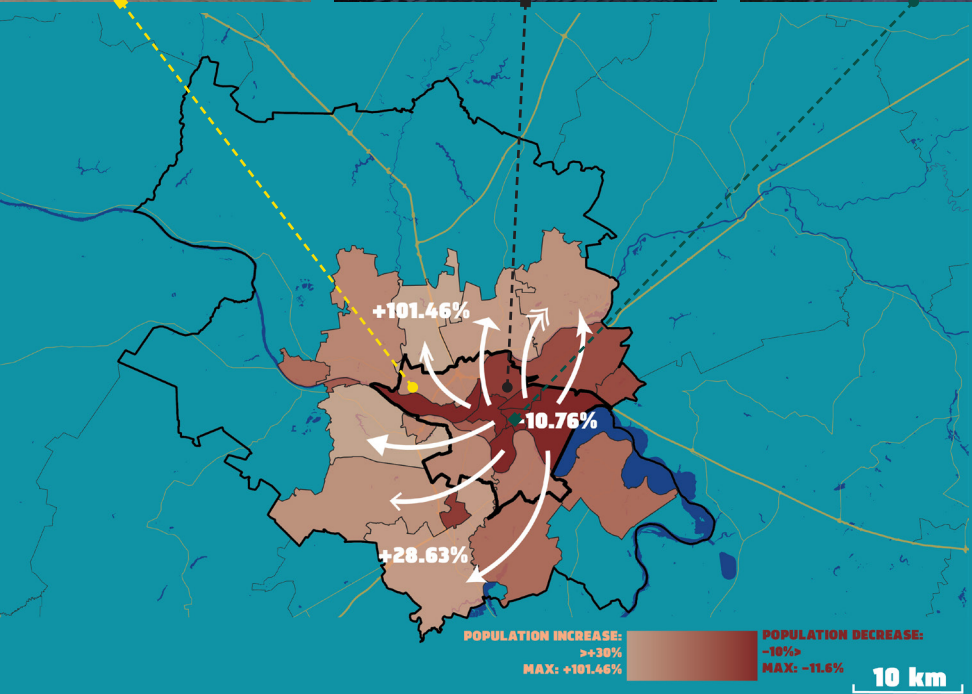 +101.46%
-10.76%
+28.63%
POPULATION INCREASE:
>+30%
MAX: +101.46%
POPULATION DECREASE:
-10%>
MAX: -11.6%
10 km